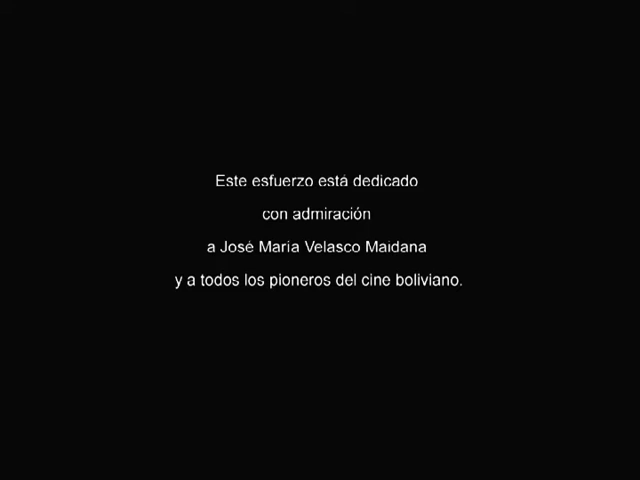 Este esfuerzo está dedicado
con admiración
a José María Velasco Maidana
y a todos los pioneros del cine boliviano.